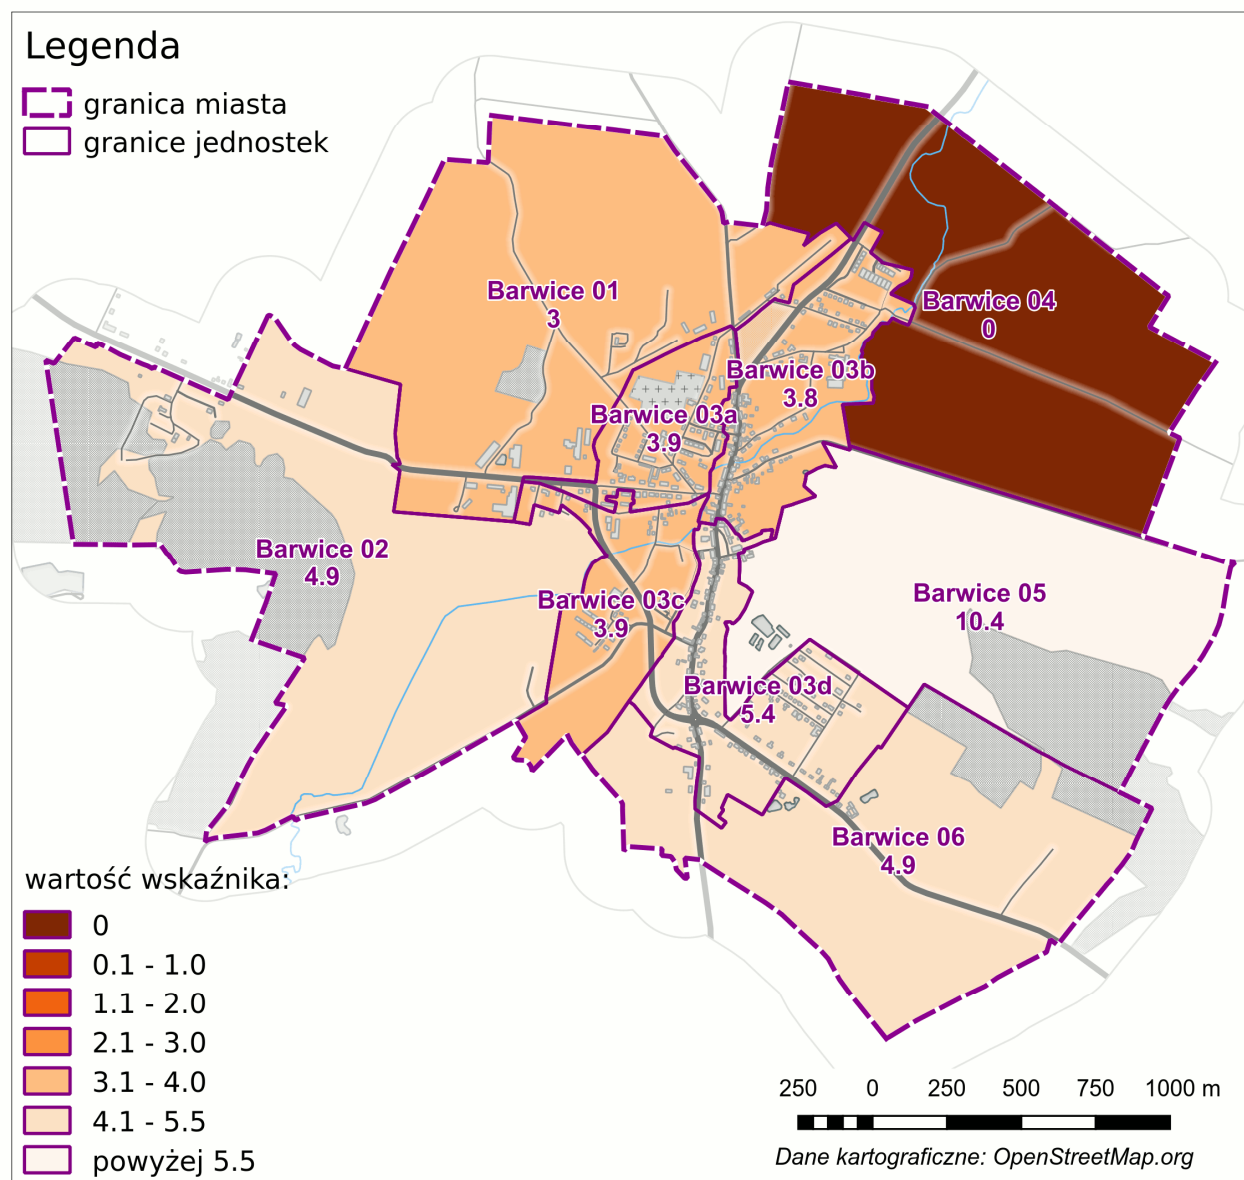 Legenda
granica miasta
granice jednostek
Barwice 01
3
Barwice 04
0
Barwice 03b
3.8
Barwice 03a
3.9
Barwice 02
4.9
Barwice 03c
3.9
Barwice 05
10.4
Barwice 03d
5.4
Barwice 06
4.9
wartość wskaźnika:
0
0.1 - 1.0
1.1 - 2.0
2.1 - 3.0
3.1 - 4.0
4.1 - 5.5
powyżej 5.5
250 0 250 500 750 1000 m
Dane kartograficzne: OpenStreetMap.org